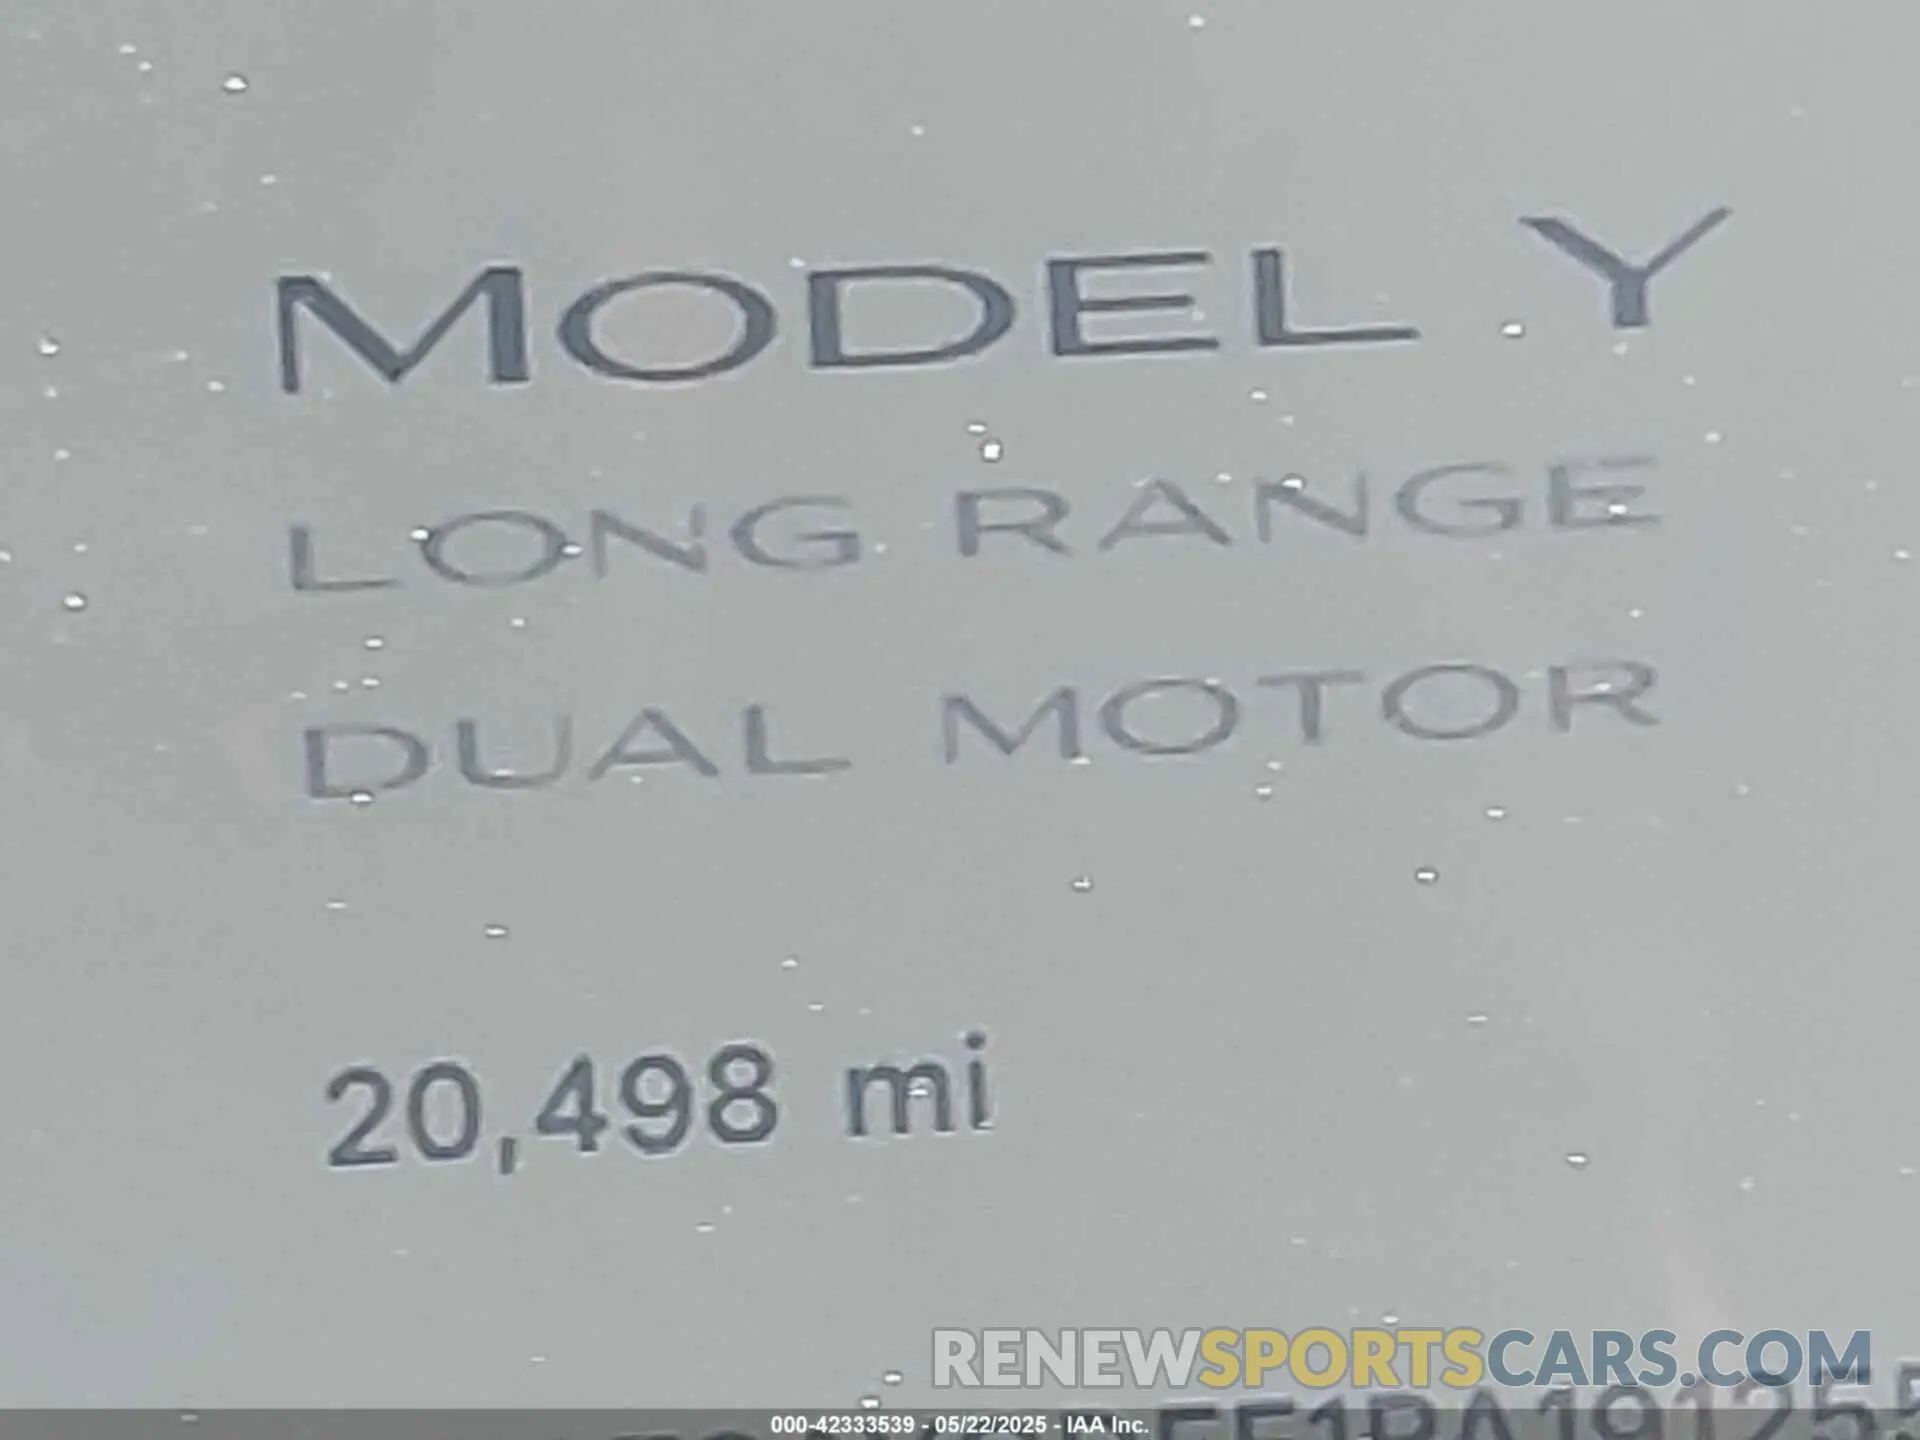 MODEL Y
LONG RANGE
DUAL MOTOR
20,498 mi
RENEWSPORTSCARS.COM
000-42333539 - 05/22/2025 - IAA Inc.